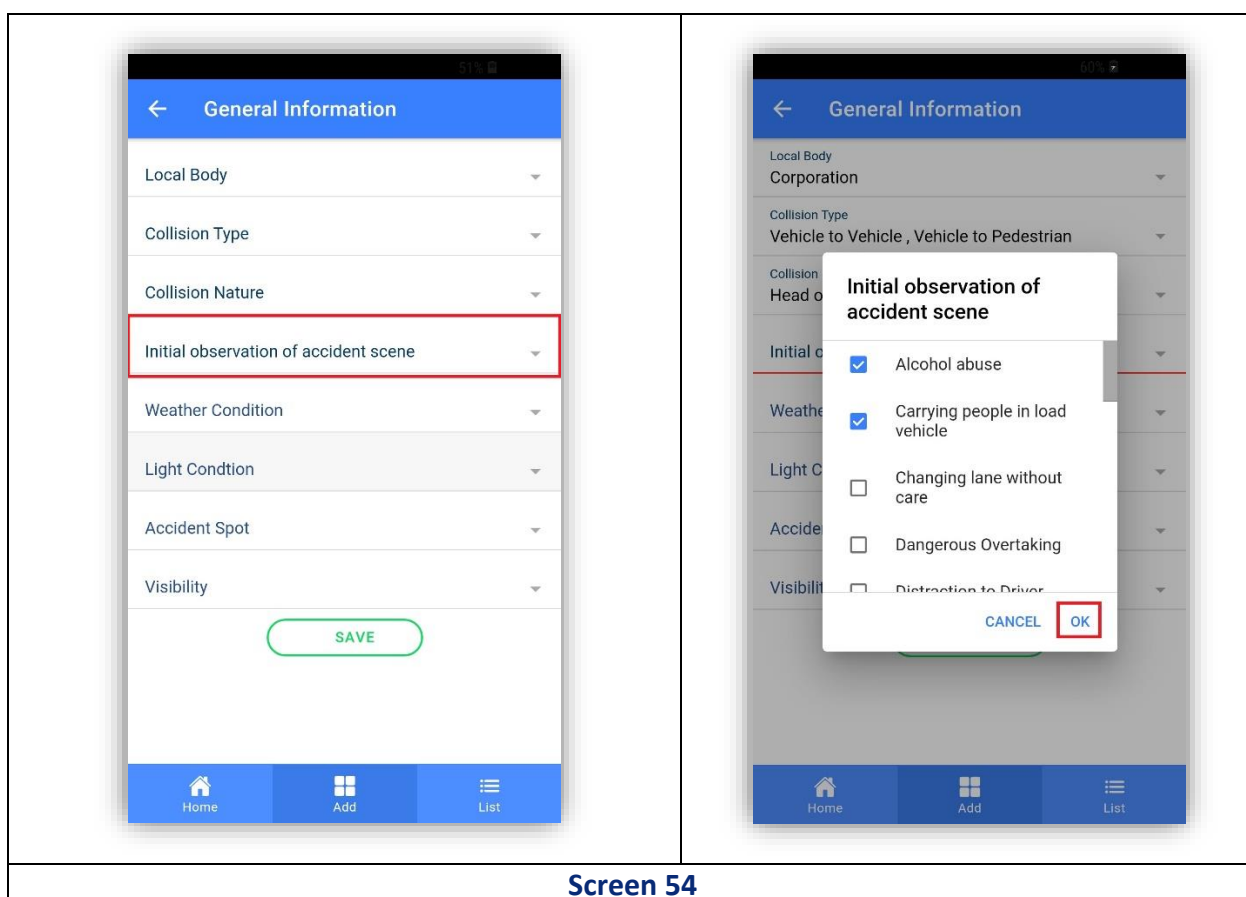 51%
General Information
Local Body
Collision Type
Collision Nature
Initial observation of accident scene
Weather Condition
Light Condtion
Accident Spot
Visibility
SAVE
Home
Add
List
60%
General Information
Local Body
Corporation
Collision Type
Vehicle to Vehicle , Vehicle to Pedestrian
Collision
Head o
Initial observation of
accident scene
Initial o
Alcohol abuse
Weathe
Carrying people in load
vehicle
Light C
Changing lane without
care
Accide
Dangerous Overtaking
Visibilit
Distraction to Driver
CANCEL OK
Home
Add
List
Screen 54